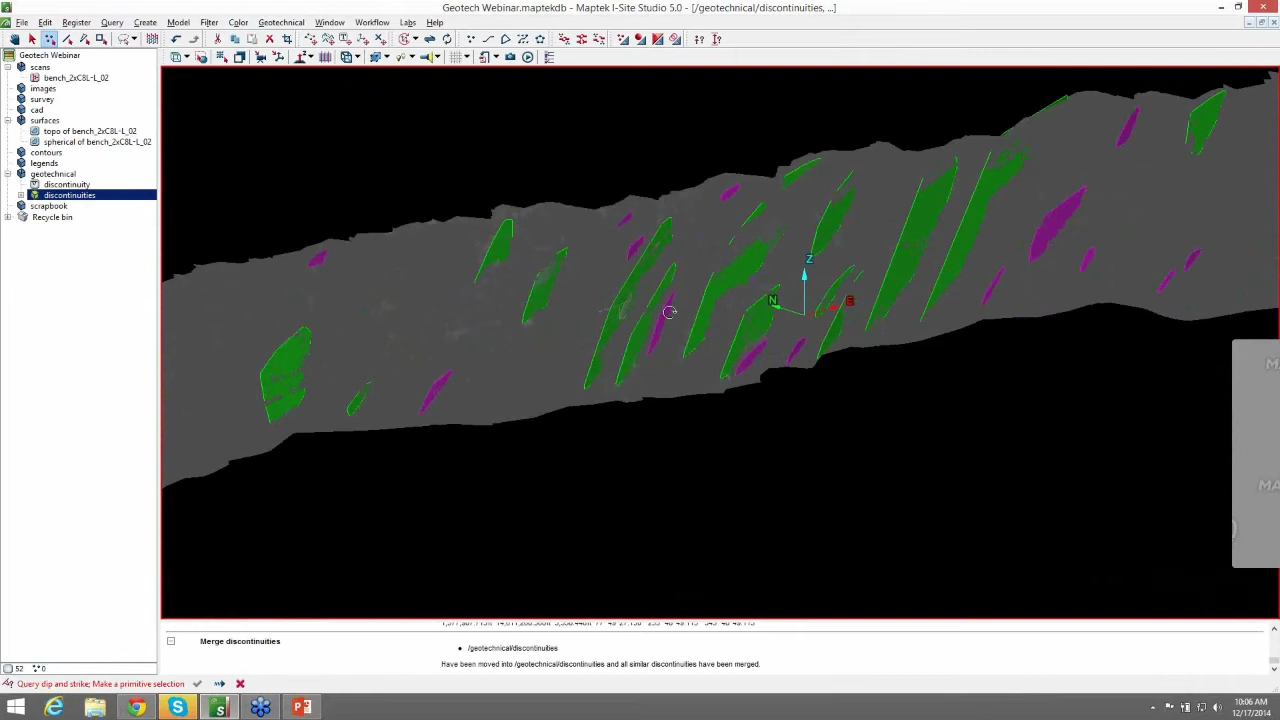 Geotech Webinar.maptekdb - Maptek I-Site Studio 5.0 - [/geotechnical/discontinuities, ...]
File Edit Register Query Create Model Filter Color Geotechnical Window Workflow Labs Help
Geotech Webinar
scans
bench_2xC8L-L_02
images
survey
cad
surfaces
topo of bench_2xC8L-L_02
spherical of bench_2xC8L-L_02
contours
legends
geotechnical
discontinuity
discontinuities
scrapbook
Recycle bin
Z
N
E
MA
MA
Merge discontinuities
/geotechnical/discontinuities
Have been moved into /geotechnical/discontinuities and all similar discontinuities have been merged.
52 0
Query dip and strike; Make a primitive selection
10:06 AM
12/17/2014